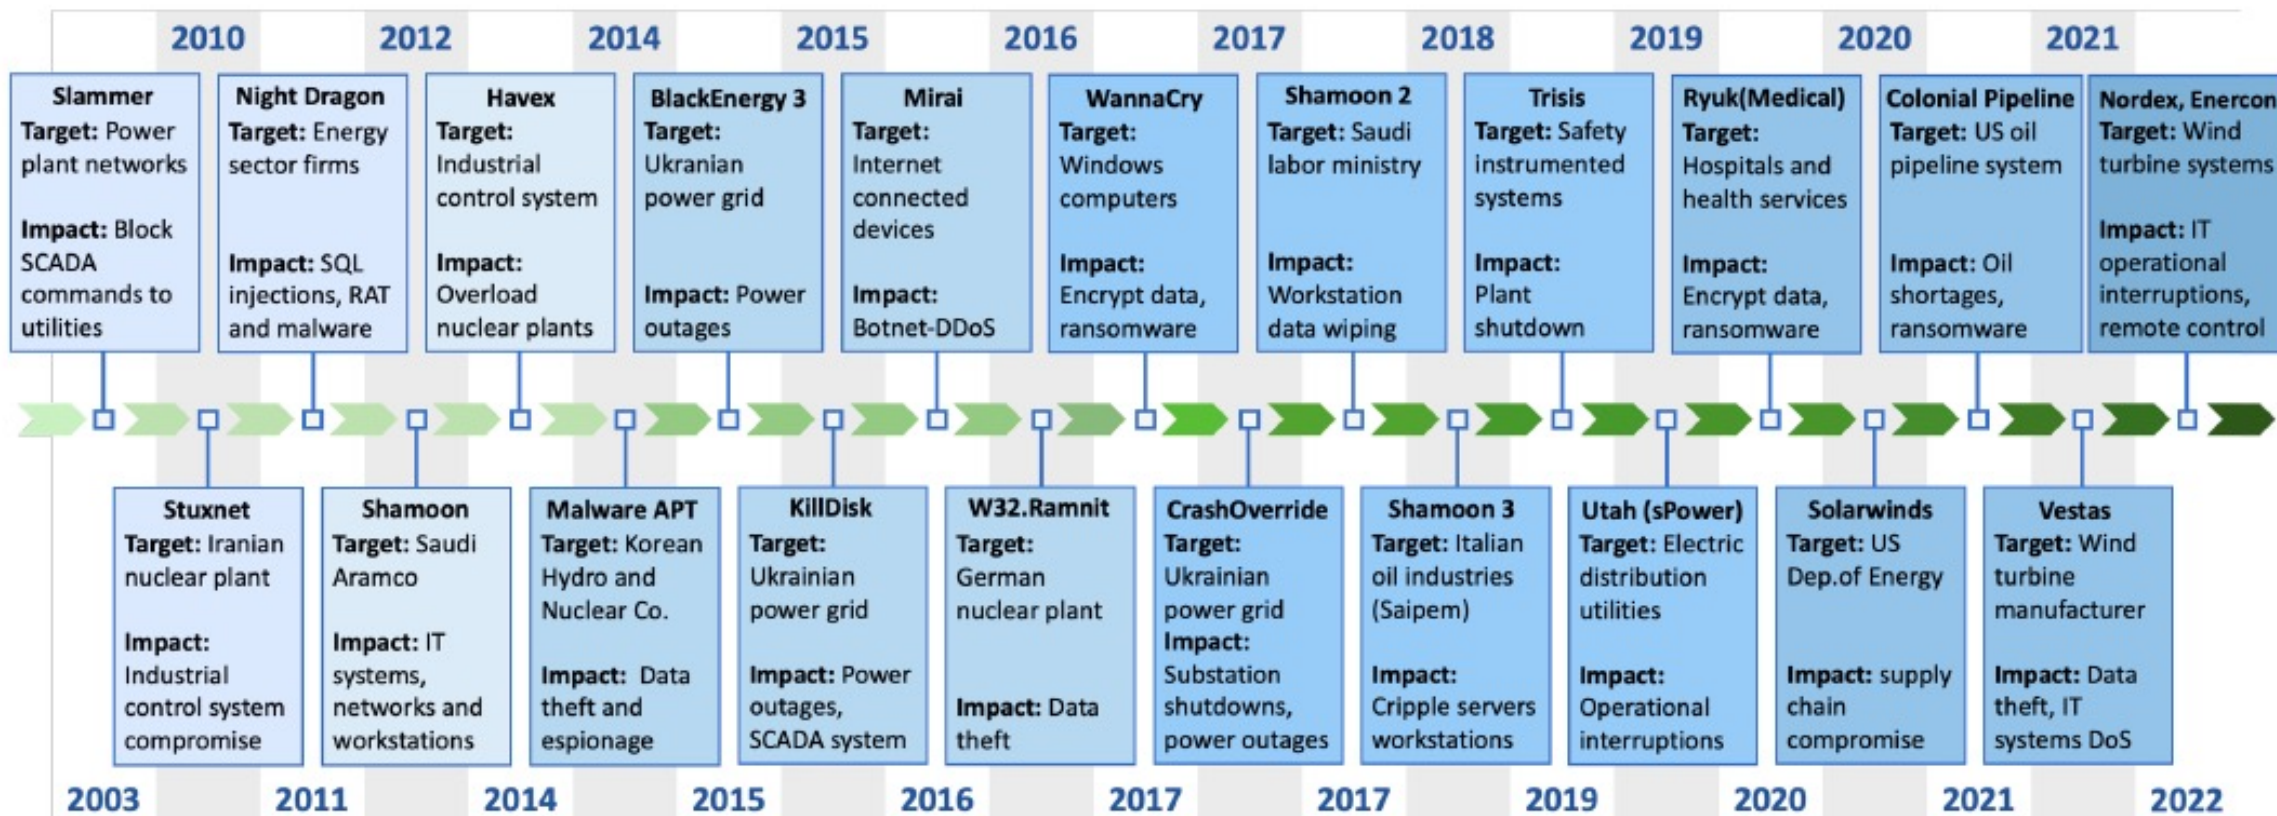 2010 2012 2014 2015 2016 2017 2018 2019 2020 2021
Slammer
Target: Power
plant networks
Impact: Block
SCADA
commands to
utilities
Night Dragon
Target: Energy
sector firms
Impact: SQL
injections, RAT
and malware
Havex
Target:
Industrial
control system
Impact:
Overload
nuclear plants
BlackEnergy 3
Target:
Ukranian
power grid
Impact: Power
outages
Mirai
Target:
Internet
connected
devices
Impact:
Botnet-DDoS
WannaCry
Target:
Windows
computers
Impact:
Encrypt data,
ransomware
Shamoon 2
Target: Saudi
labor ministry
Impact:
Workstation
data wiping
Trisis
Target: Safety
instrumented
systems
Impact:
Plant
shutdown
Ryuk(Medical)
Target:
Hospitals and
health services
Impact:
Encrypt data,
ransomware
Colonial Pipeline
Target: US oil
pipeline system
Impact: Oil
shortages,
ransomware
Nordex, Enercon
Target: Wind
turbine systems
Impact: IT
operational
interruptions,
remote control
Stuxnet
Target: Iranian
nuclear plant
Impact:
Industrial
control system
compromise
Shamoon
Target: Saudi
Aramco
Impact: IT
systems,
networks and
workstations
Malware APT
Target: Korean
Hydro and
Nuclear Co.
Impact: Data
theft and
espionage
KillDisk
Target:
Ukrainian
power grid
Impact: Power
outages,
SCADA system
W32.Ramnit
Target:
German
nuclear plant
Impact: Data
theft
CrashOverride
Target:
Ukrainian
power grid
Impact:
Substation
shutdowns,
power outages
Shamoon 3
Target: Italian
oil industries
(Saipem)
Impact:
Cripple servers
workstations
Utah (sPower)
Target: Electric
distribution
utilities
Impact:
Operational
interruptions
Solarwinds
Target: US
Dep.of Energy
Impact: supply
chain
compromise
Vestas
Target: Wind
turbine
manufacturer
Impact: Data
theft, IT
systems DoS
2003 2011 2014 2015 2016 2017 2017 2019 2020 2021 2022